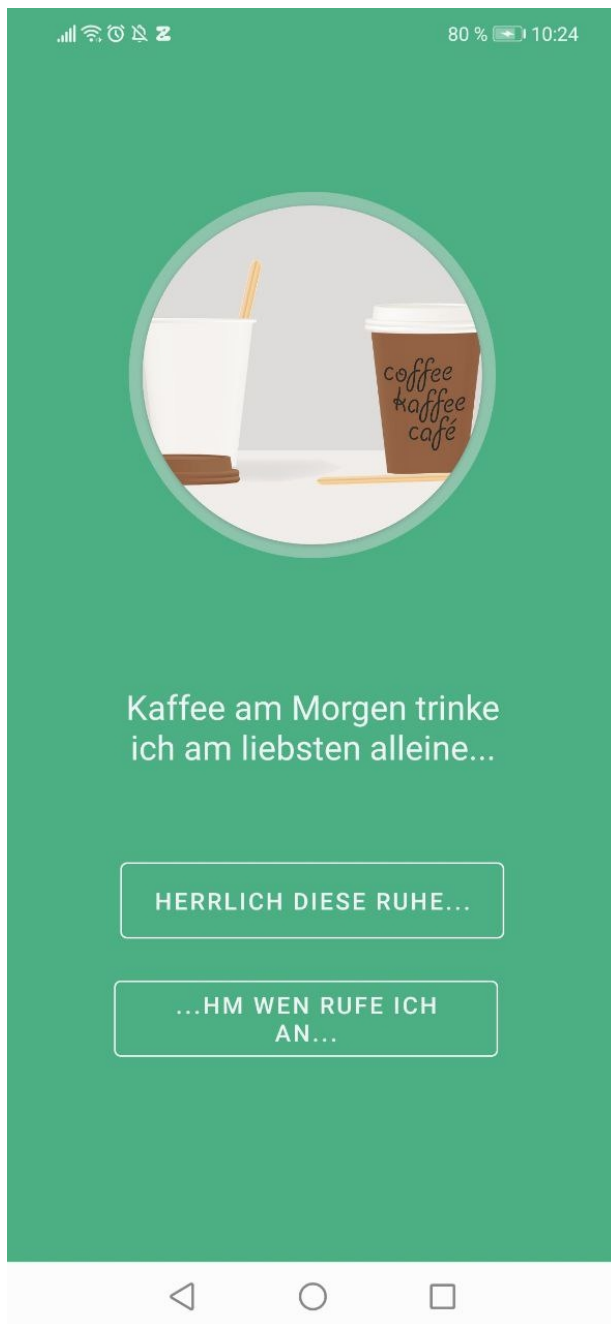 80 % 10:24
coffee
kaffee
café
Kaffee am Morgen trinke
ich am liebsten alleine...
HERRLICH DIESE RUHE...
...HM WEN RUFE ICH
AN...